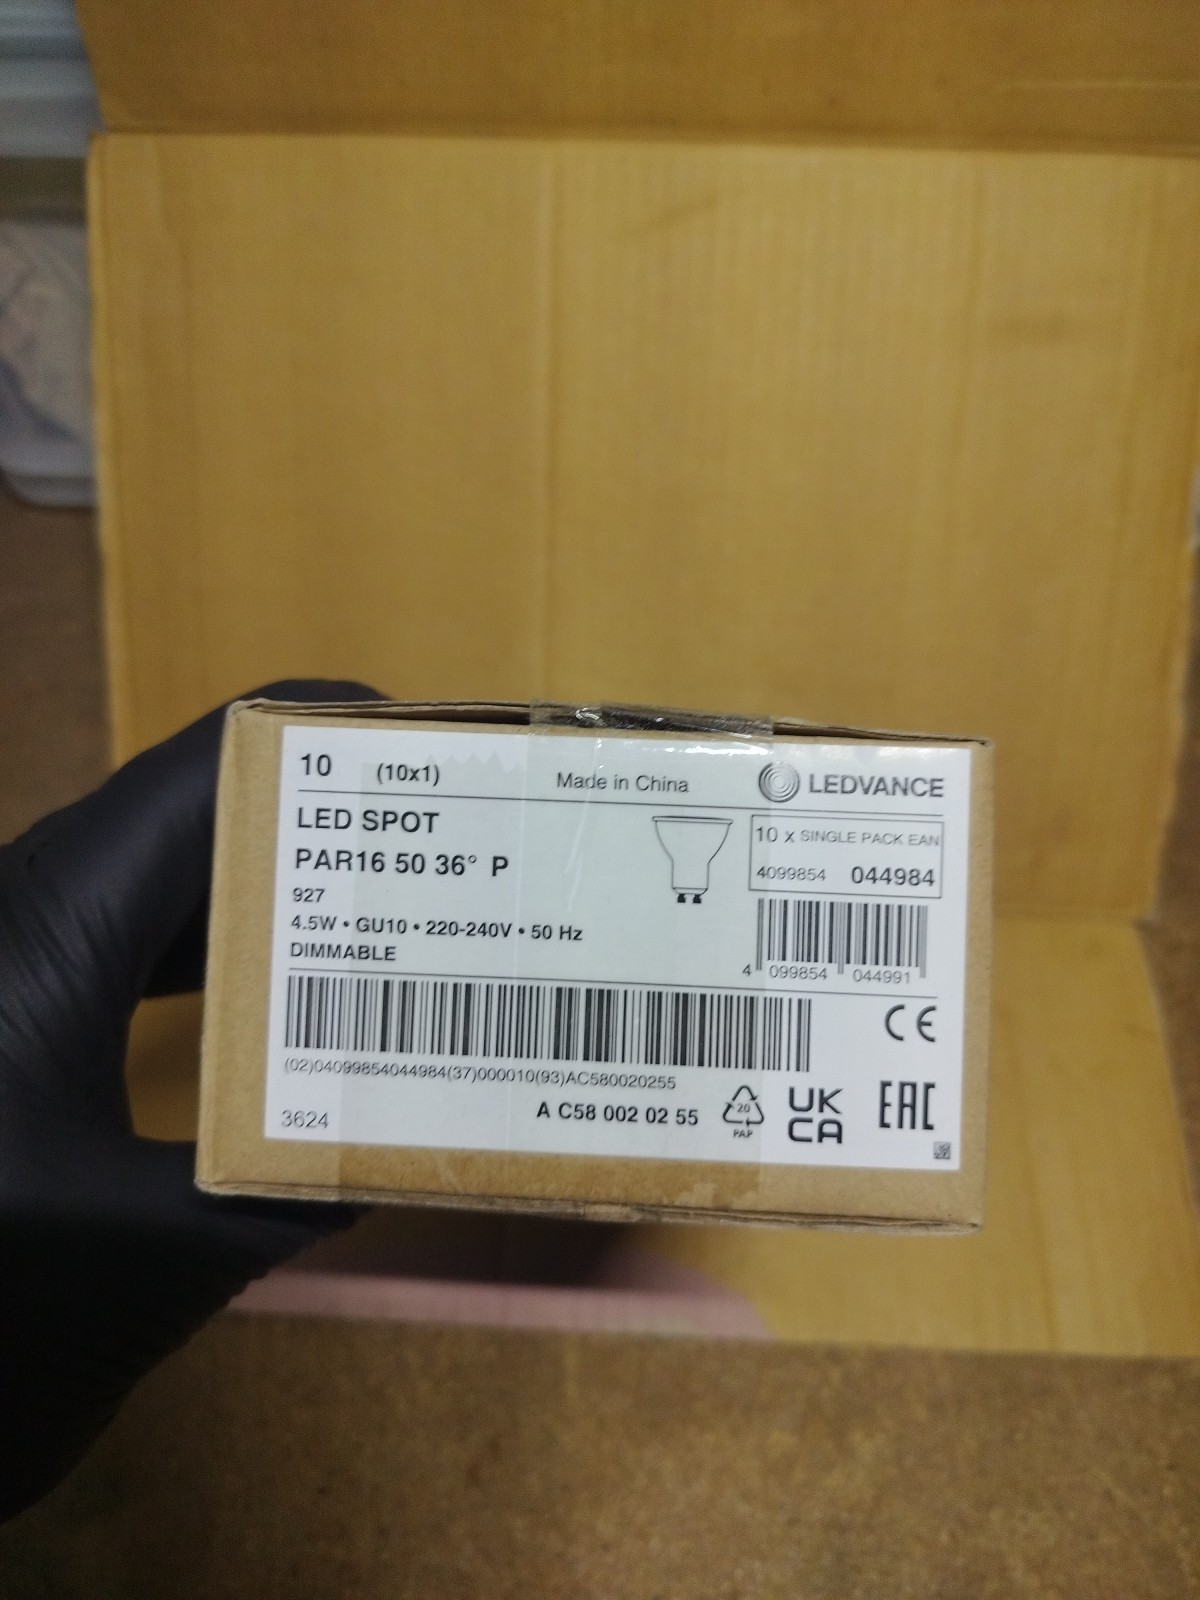 10 (10x1) Made in China LEDVANCE
LED SPOT
PAR16 50 36° P
927
4.5W • GU10 • 220-240V • 50 Hz
DIMMABLE
10 x SINGLE PACK EAN
4099854 044984
4 099854 044991
(02)04099854044984(37)000010(93)AC580020255
CE
3624
A C58 002 02 55
20
PAP
UK
CA
EAC